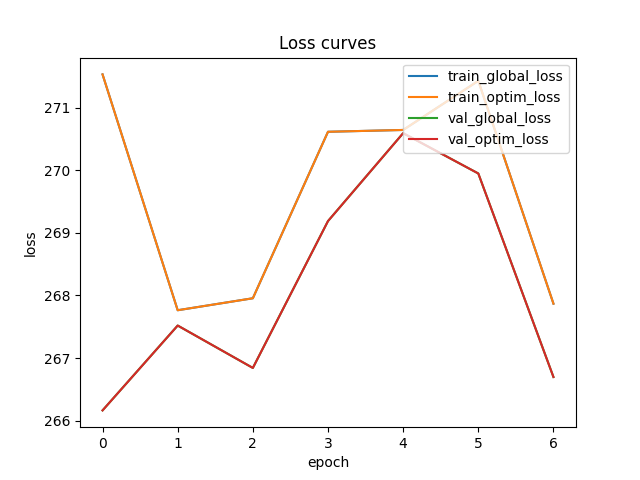 Loss curves
train_global_loss
train_optim_loss
val_global_loss
val_optim_loss
271
270
269
268
267
266
loss
0 1 2 3 4 5 6
epoch